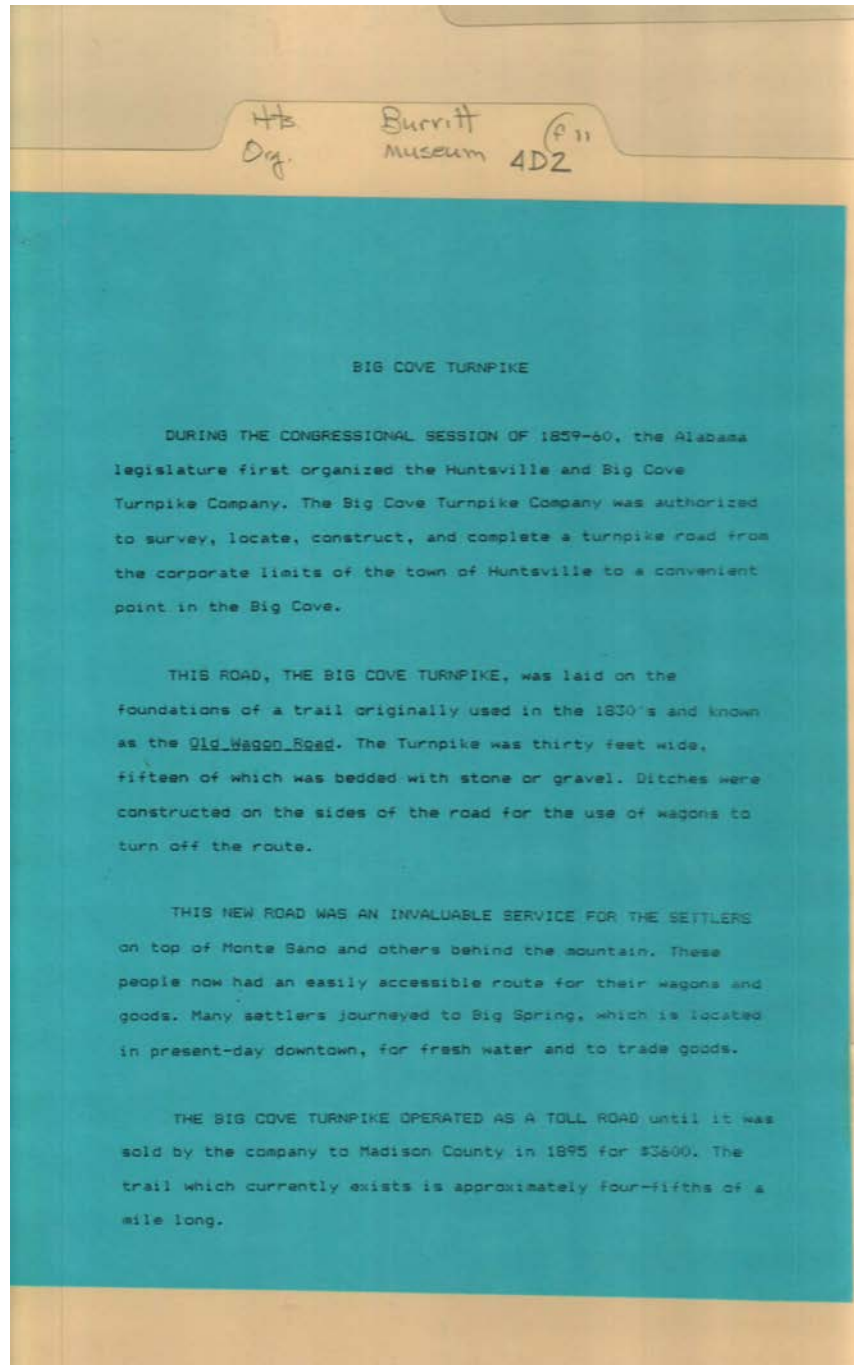 Hts. Burritt f 11
Org. Museum 4D2
BIG COVE TURNPIKE
DURING THE CONGRESSIONAL SESSION OF 1859-60, the Alabama
legislature first organized the Huntsville and Big Cove
Turnpike Company. The Big Cove Turnpike Company was authorized
to survey, locate, construct, and complete a turnpike road from
the corporate limits of the town of Huntsville to a convenient
point in the Big Cove.
THIS ROAD, THE BIG COVE TURNPIKE, was laid on the
foundations of a trail originally used in the 1830's and known
as the Old Wagon Road. The Turnpike was thirty feet wide,
fifteen of which was bedded with stone or gravel. Ditches were
constructed on the sides of the road for the use of wagons to
turn off the route.
THIS NEW ROAD WAS AN INVALUABLE SERVICE FOR THE SETTLERS
on top of Monte Sano and others behind the mountain. These
people now had an easily accessible route for their wagons and
goods. Many settlers journeyed to Big Spring, which is located
in present-day downtown, for fresh water and to trade goods.
THE BIG COVE TURNPIKE OPERATED AS A TOLL ROAD until it was
sold by the company to Madison County in 1895 for $3600. The
trail which currently exists is approximately four-fifths of a
mile long.